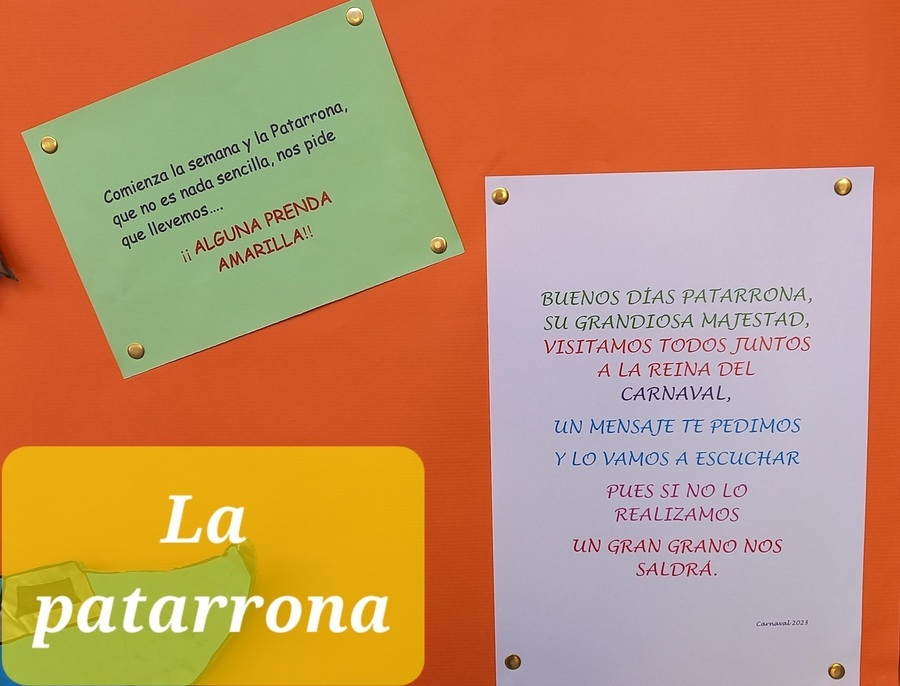 Comienza la semana y la Patarrona,
que no es nada sencilla, nos pide
que llevemos....
¡¡ ALGUNA PRENDA
AMARILLA!!
BUENOS DÍAS PATARRONA,
SU GRANDIOSA MAJESTAD,
VISITAMOS TODOS JUNTOS
A LA REINA DEL
CARNAVAL,
UN MENSAJE TE PEDIMOS
Y LO VAMOS A ESCUCHAR
PUES SI NO LO
REALIZAMOS
UN GRAN GRANO NOS
SALDRÁ.
Carnaval 2023
La
patarrona